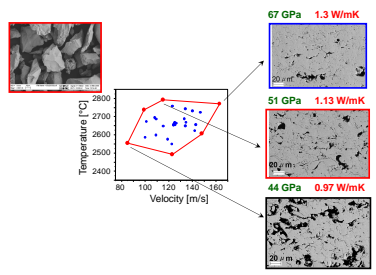 67 GPa 1.3 W/mK
20 μm
51 GPa 1.13 W/mK
20 μm
44 GPa 0.97 W/mK
20 μm
Temperature [°C]
2800
2700
2600
2500
2400
80 100 120 140 160
Velocity [m/s]